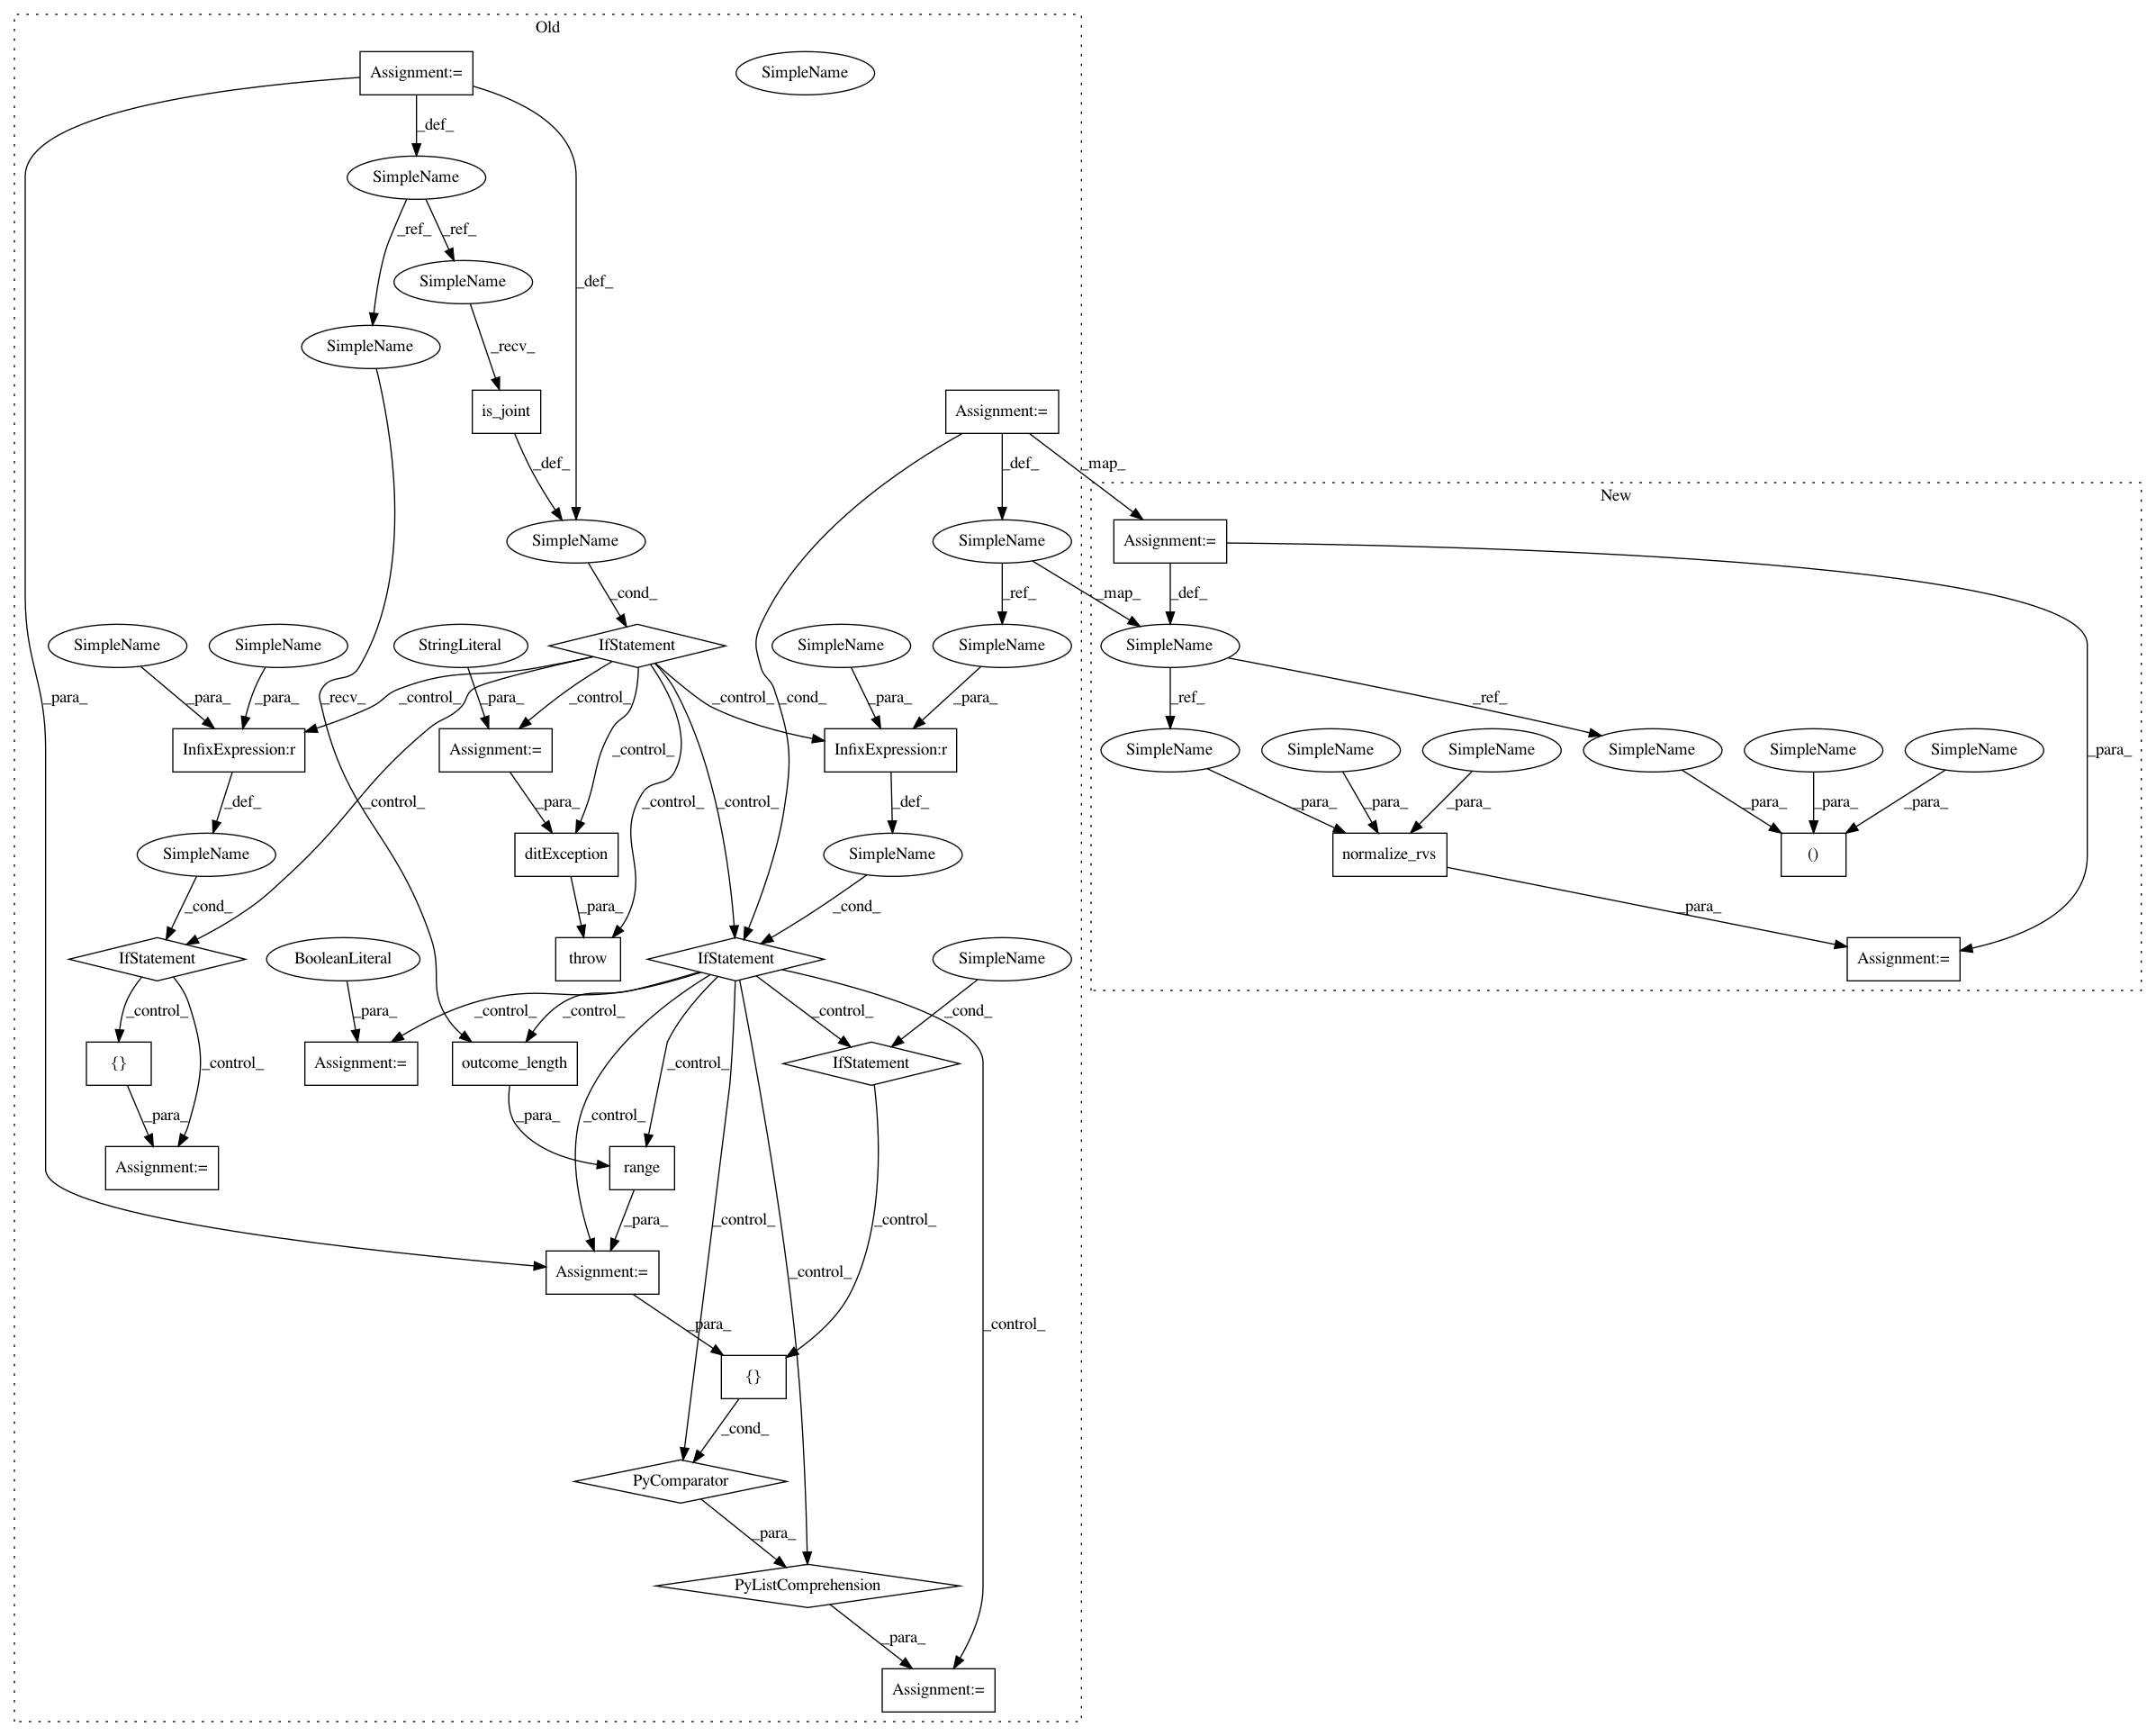 Old
Assignment:=
SimpleName
_def_
SimpleName
_ref_
_ref_
SimpleName
_def_
SimpleName
_recv_
is_joint
Assignment:=
_def_
_def_
_map_
New
SimpleName
SimpleName
Assignment:=
_cond_
_ref_
_map_
_def_
SimpleName
SimpleName
IfStatement
StringLiteral
SimpleName
SimpleName
SimpleName
_para_
_recv_
_para_
_para_
_control_
_para_
_control_
_control_
_cond_
_para_
_para_
_ref_
_ref_
_para_
InfixExpression:r
Assignment:=
InfixExpression:r
SimpleName
SimpleName
SimpleName
SimpleName
SimpleName
SimpleName
_def_
_control_
_para_
_control_
_control_
_control_
_def_
_para_
_para_
_para_
_para_
_para_
_para_
SimpleName
ditException
SimpleName
normalize_rvs
()
_cond_
_para_
_cond_
_para_
IfStatement
BooleanLiteral
throw
IfStatement
SimpleName
Assignment:=
_control_
_para_
_control_
_control_
_control_
_cond_
{}
_control_
Assignment:=
outcome_length
_control_
IfStatement
_para_
_para_
_control_
Assignment:=
range
_para_
_control_
_control_
Assignment:=
_para_
_control_
_control_
{}
_cond_
PyComparator
_para_
PyListComprehension
_para_
Assignment:=